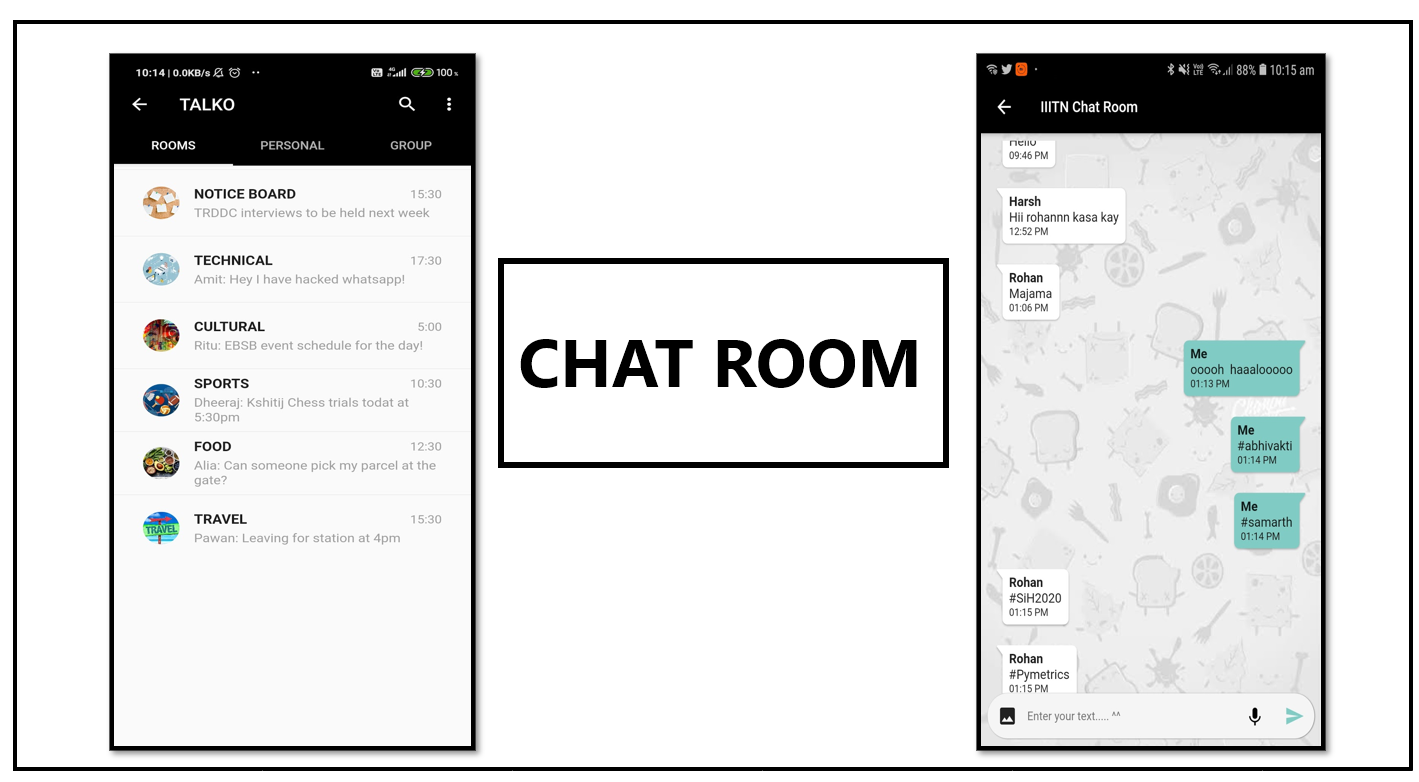 10:14 | 0.0KB/s
100
TALKO
ROOMS
PERSONAL
GROUP
NOTICE BOARD
15:30
TRDDC interviews to be held next week
TECHNICAL
17:30
Amit: Hey I have hacked whatsapp!
CULTURAL
5:00
Ritu: EBSB event schedule for the day!
SPORTS
10:30
Dheeraj: Kshitij Chess trials todat at
5:30pm
FOOD
12:30
Alia: Can someone pick my parcel at the
gate?
TRAVEL
15:30
TRAVEL
Pawan: Leaving for station at 4pm
CHAT ROOM
88% 10:15 am
IIITN Chat Room
Hello
09:46 PM
Harsh
Hii rohannn kasa kay
12:52 PM
Rohan
Majama
01:06 PM
Me
ooooh haaalooooo
01:13 PM
Me
#abhivakti
01:14 PM
Me
#samarth
01:14 PM
Rohan
#SiH2020
01:15 PM
Rohan
#Pymetrics
01:15 PM
Enter your text..... ^^